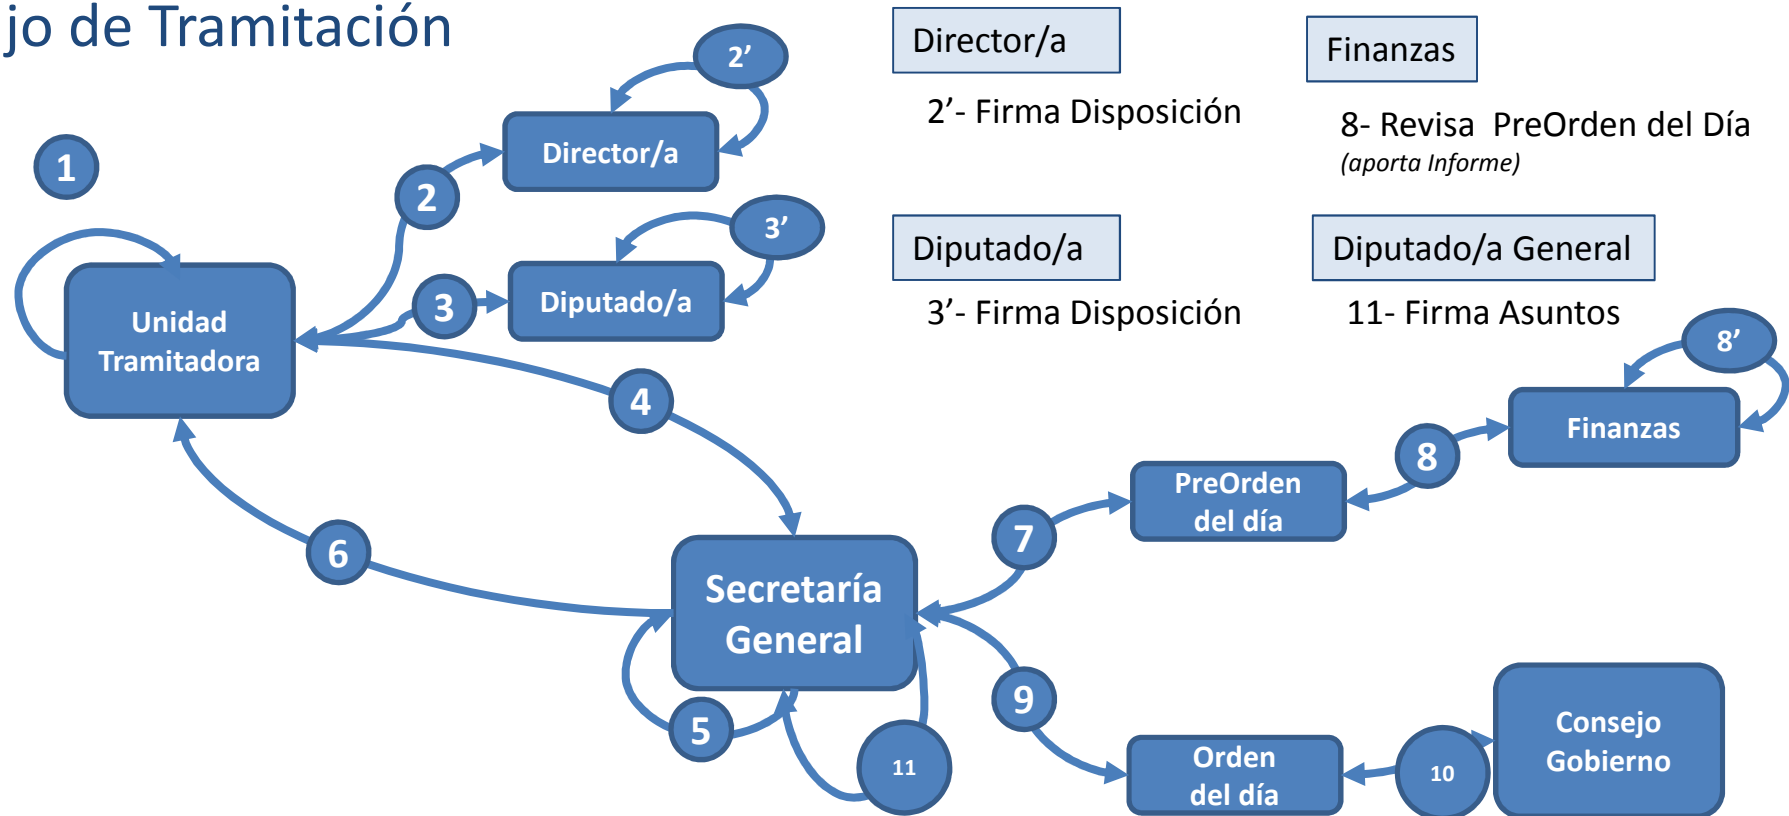 jo de Tramitación
Director/a
2’- Firma Disposición
Finanzas
8- Revisa PreOrden del Día
(aporta Informe)
Diputado/a
3’- Firma Disposición
Diputado/a General
11- Firma Asuntos
1
2’
Director/a
2
3’
Diputado/a
3
Unidad
Tramitadora
4
8’
Finanzas
8
PreOrden
del día
7
6
Secretaría
General
5
11
9
Orden
del día
10
Consejo
Gobierno